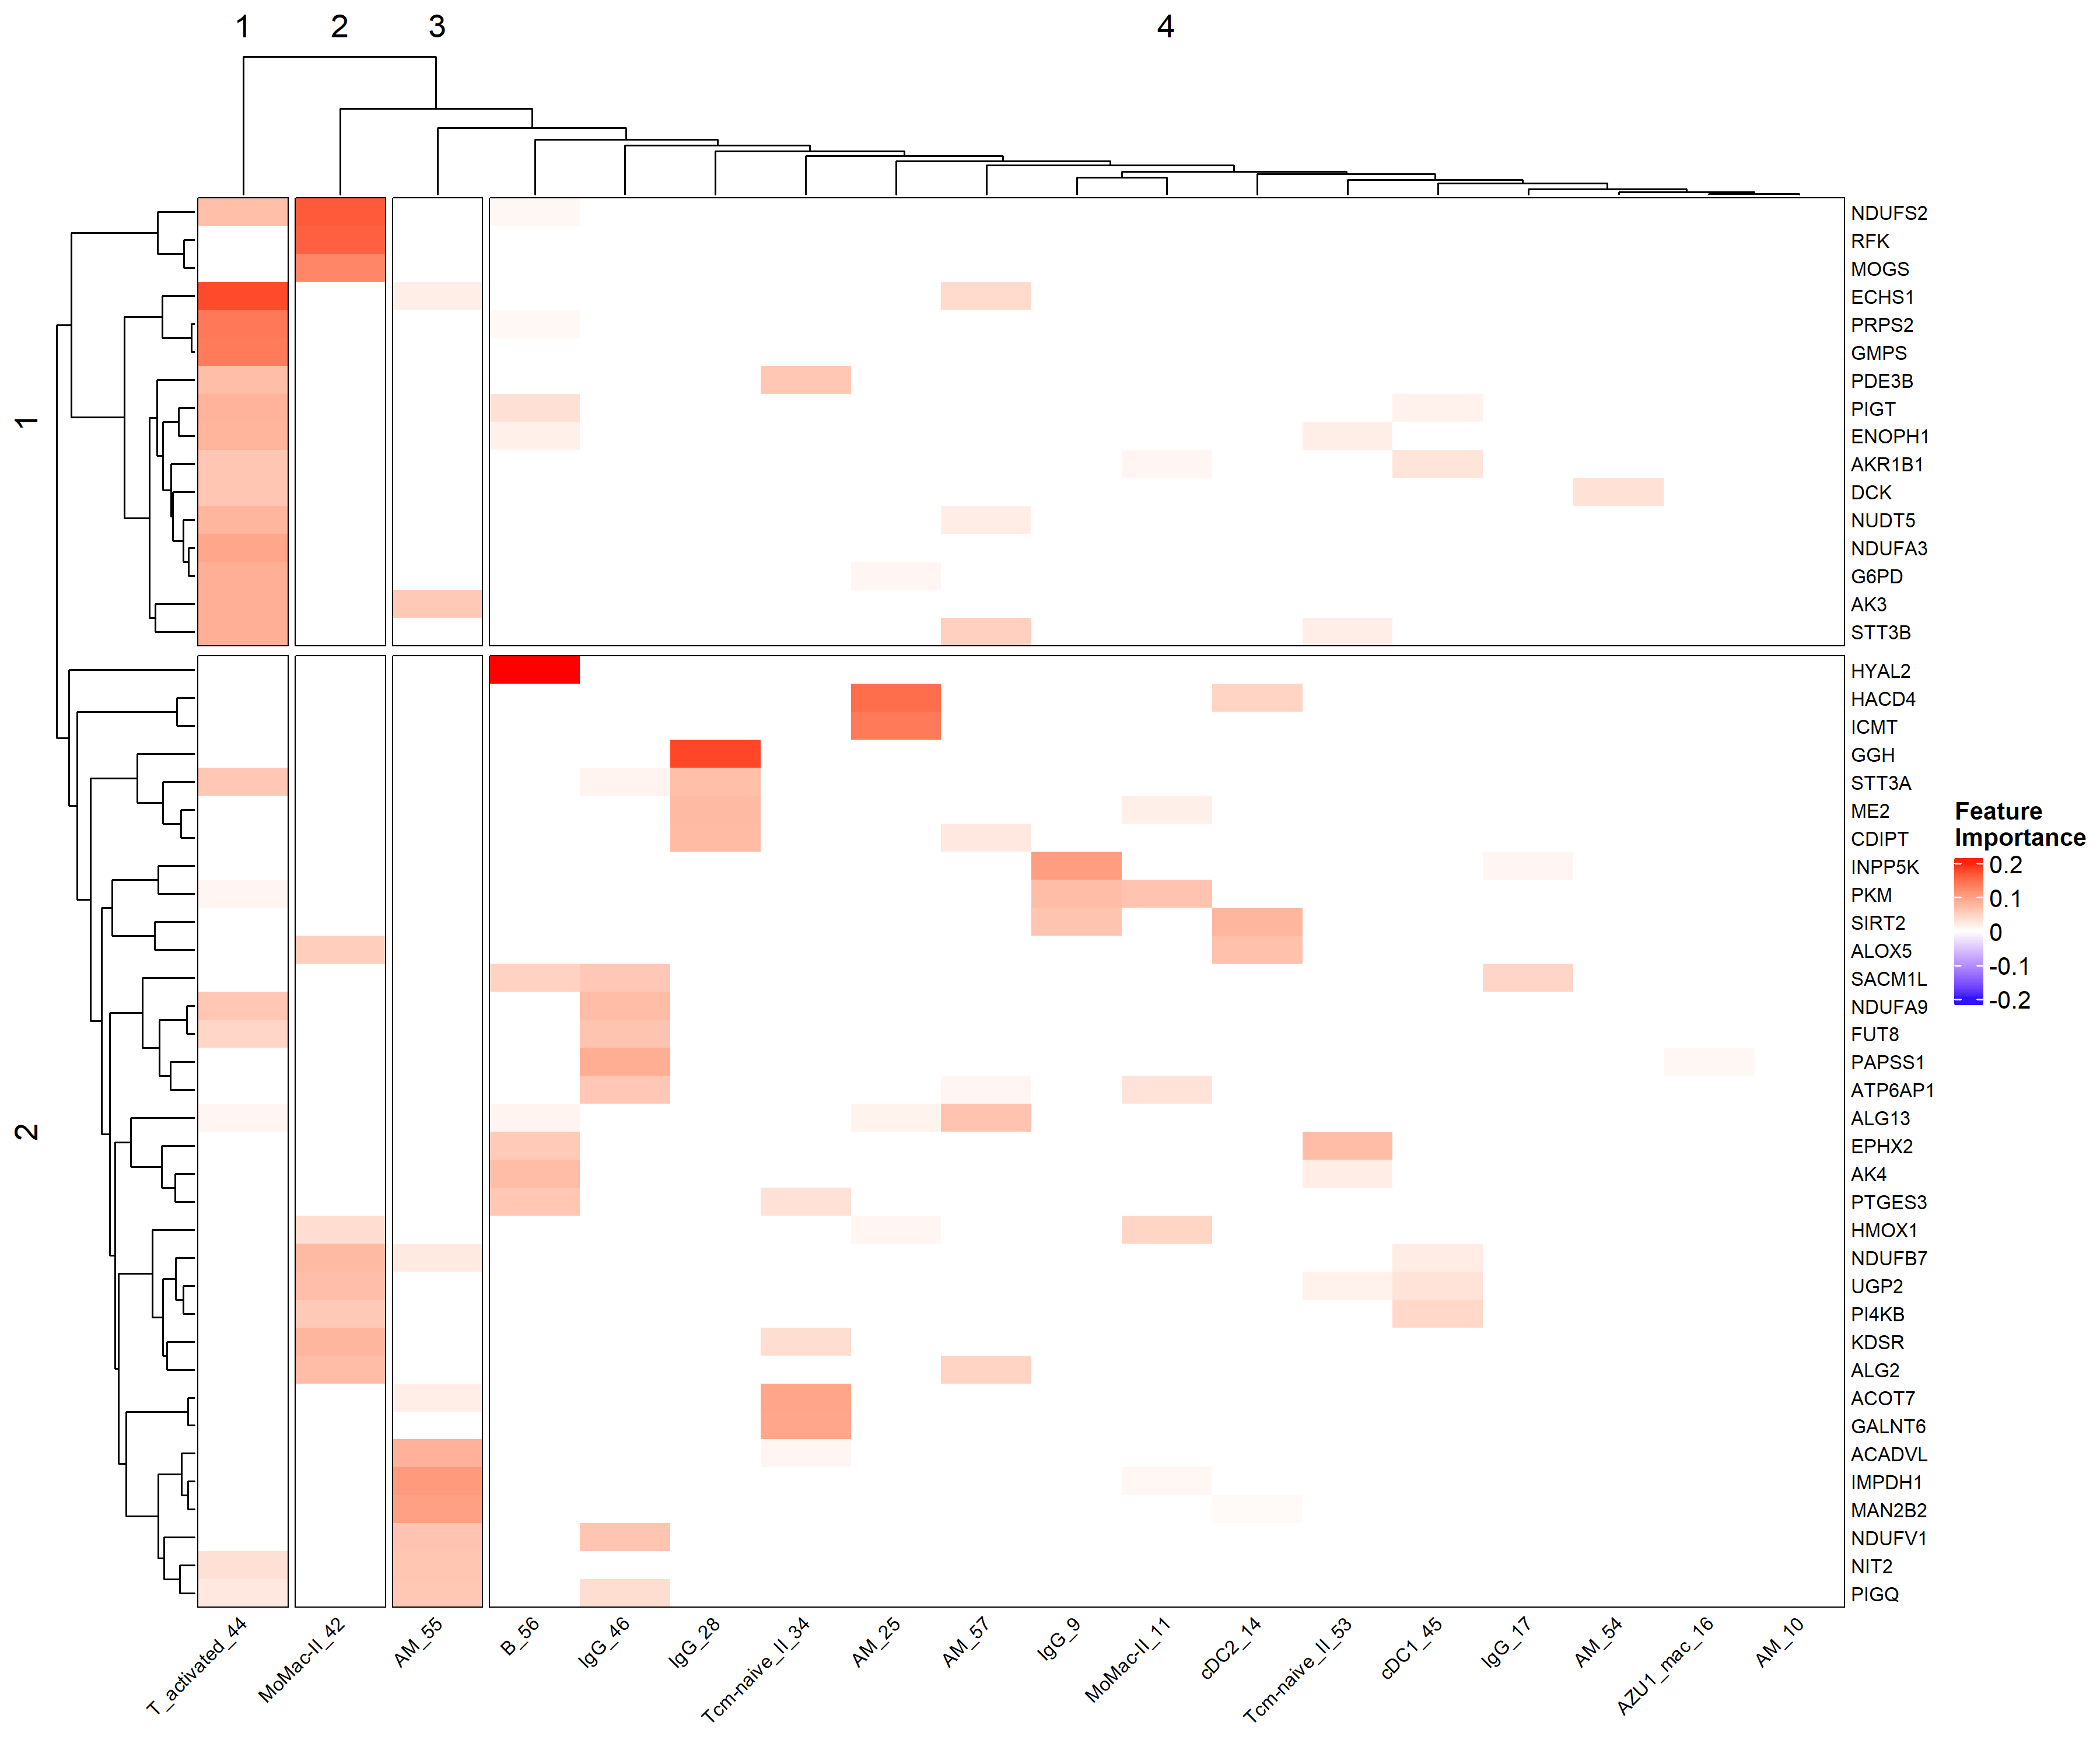 1 2 3 4
1
2
NDUFS2
RFK
MOGS
ECHS1
PRPS2
GMPS
PDE3B
PIGT
ENOPH1
AKR1B1
DCK
NUDT5
NDUFA3
G6PD
AK3
STT3B
HYAL2
HACD4
ICMT
GGH
STT3A
ME2
CDIPT
INPP5K
PKM
SIRT2
ALOX5
SACM1L
NDUFA9
FUT8
PAPSS1
ATP6AP1
ALG13
EPHX2
AK4
PTGES3
HMOX1
NDUFB7
UGP2
PI4KB
KDSR
ALG2
ACOT7
GALNT6
ACADVL
IMPDH1
MAN2B2
NDUFV1
NIT2
PIGQ
Feature
Importance
0.2
0.1
0
-0.1
-0.2
T_activated_44
MoMac-II_42
AM_55
B_56
IgG_46
IgG_28
Tcm-naive_II_34
AM_25
AM_57
IgG_9
MoMac-II_11
cDC2_14
Tcm-naive_II_53
cDC1_45
IgG_17
AM_54
AZU1_mac_16
AM_10